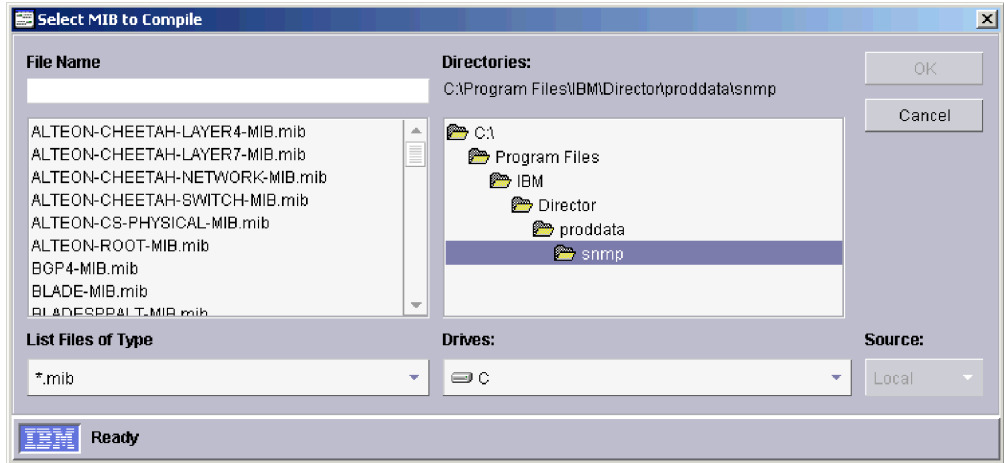 Select MIB to Compile
File Name
Directories:
C:\Program Files\IBM\Director\proddata\snmp
OK
Cancel
ALTEON-CHEETAH-LAYER4-MIB.mib
ALTEON-CHEETAH-LAYER7-MIB.mib
ALTEON-CHEETAH-NETWORK-MIB.mib
ALTEON-CHEETAH-SWITCH-MIB.mib
ALTEON-CS-PHYSICAL-MIB.mib
ALTEON-ROOT-MIB.mib
BGP4-MIB.mib
BLADE-MIB.mib
BLADESPPALT-MIB.mib
C:\
Program Files
IBM
Director
proddata
snmp
List Files of Type
Drives:
Source:
*.mib
C
Local
IBM
Ready